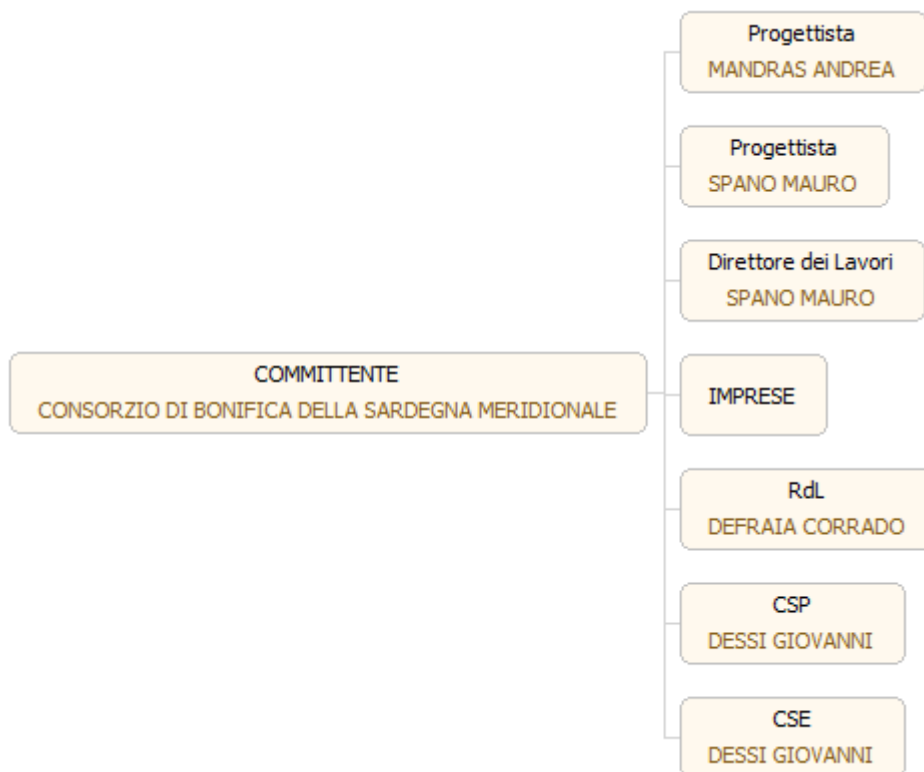 Progettista
MANDRAS ANDREA
Progettista
SPANO MAURO
Direttore dei Lavori
SPANO MAURO
COMMITTENTE
CONSORZIO DI BONIFICA DELLA SARDEGNA MERIDIONALE
IMPRESE
RdL
DEFRAIA CORRADO
CSP
DESSI GIOVANNI
CSE
DESSI GIOVANNI